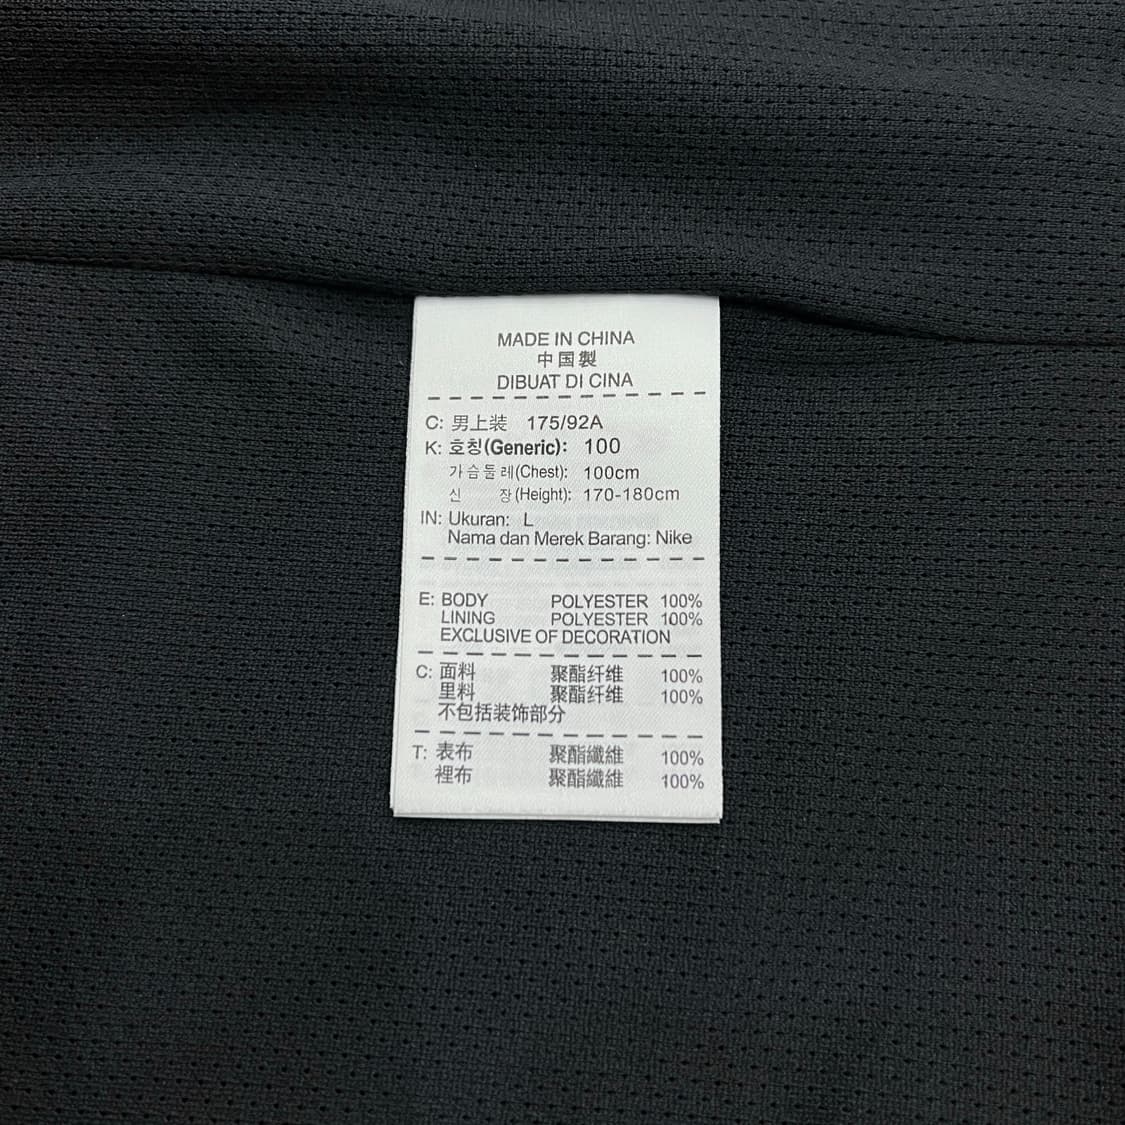 MADE IN CHINA
中国製
DIBUAT DI CINA
C: 男上装 175/92A
K: 호칭(Generic): 100
가슴둘레(Chest): 100cm
신 장(Height): 170-180cm
IN: Ukuran: L
Nama dan Merek Barang: Nike
E: BODY POLYESTER 100%
LINING POLYESTER 100%
EXCLUSIVE OF DECORATION
C: 面料 聚酯纤维 100%
里料 聚酯纤维 100%
不包括装饰部分
T: 表布 聚酯纖維 100%
裡布 聚酯纖維 100%